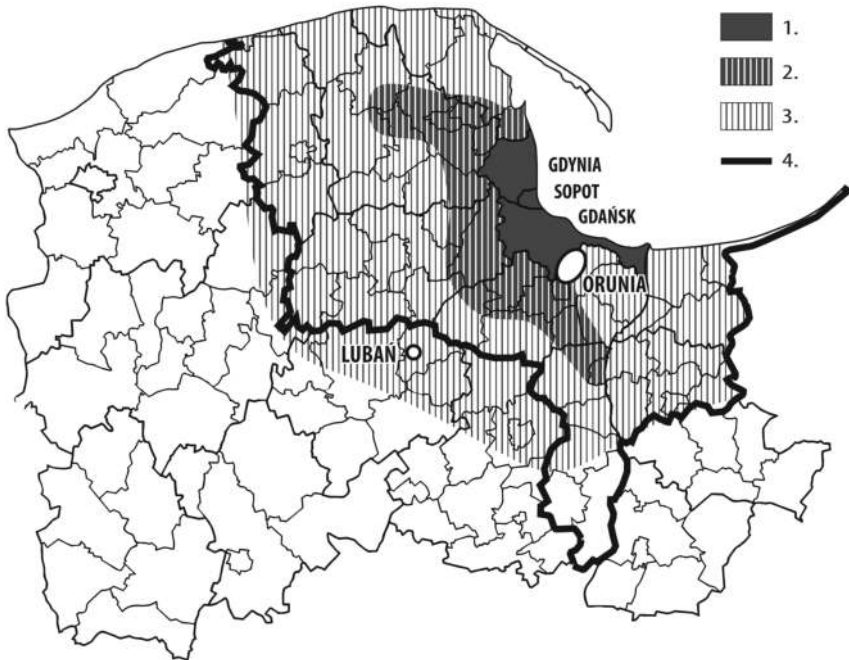 1.
2.
3.
4.
GDYNIA
SOPOT
GDAŃSK
ORUNIA
LUBAŃ